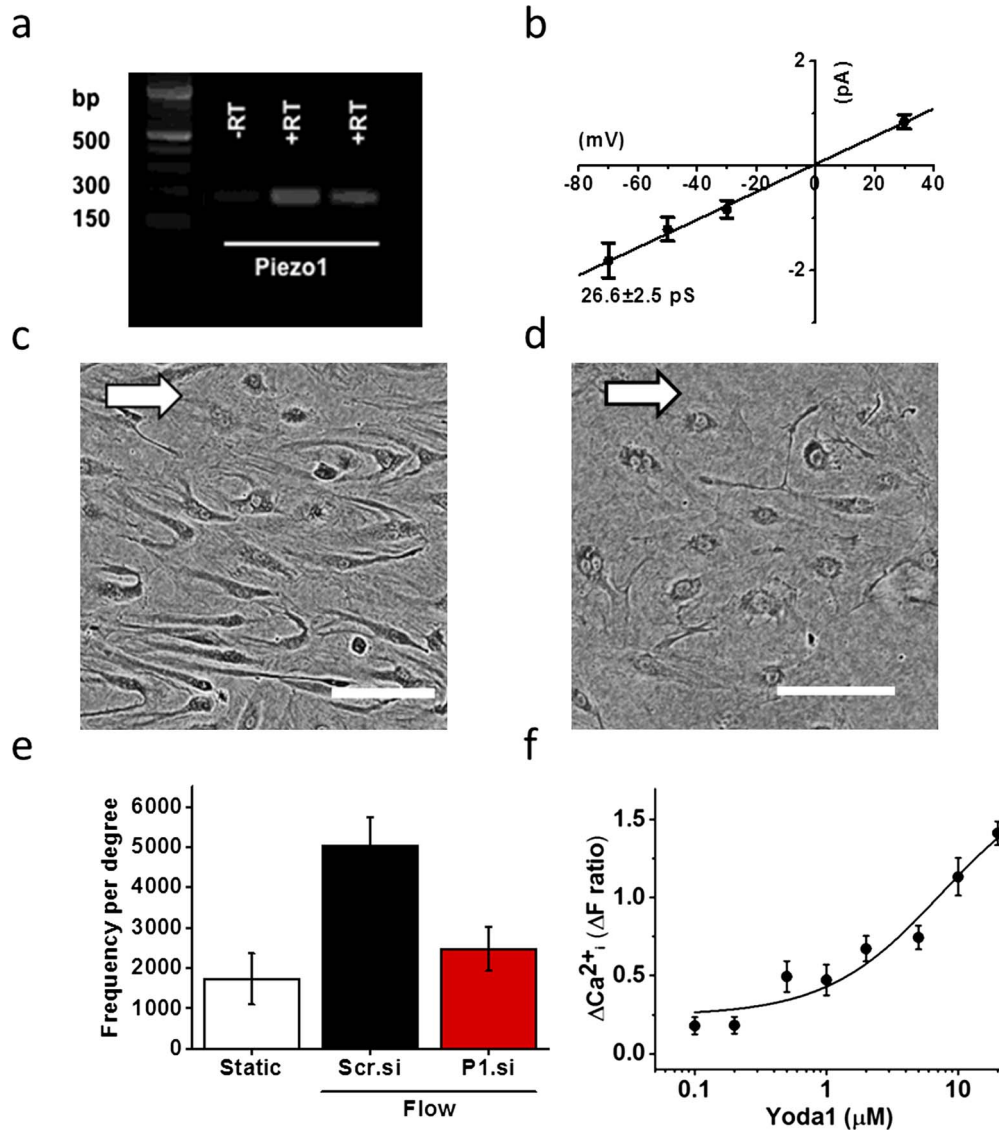 a
bp
500
300
150
-RT
+RT
+RT
Piezo1
b
2
(pA)
(mV)
-80 -60 -40 -20 0 20 40
-2
26.6±2.5 pS
c
d
e
Frequency per degree
6000
5000
4000
3000
2000
1000
0
Static Scr.si P1.si
Flow
f
ΔCa²⁺ᵢ (ΔF ratio)
1.5
1.0
0.5
0.0
0.1 1 10
Yoda1 (μM)